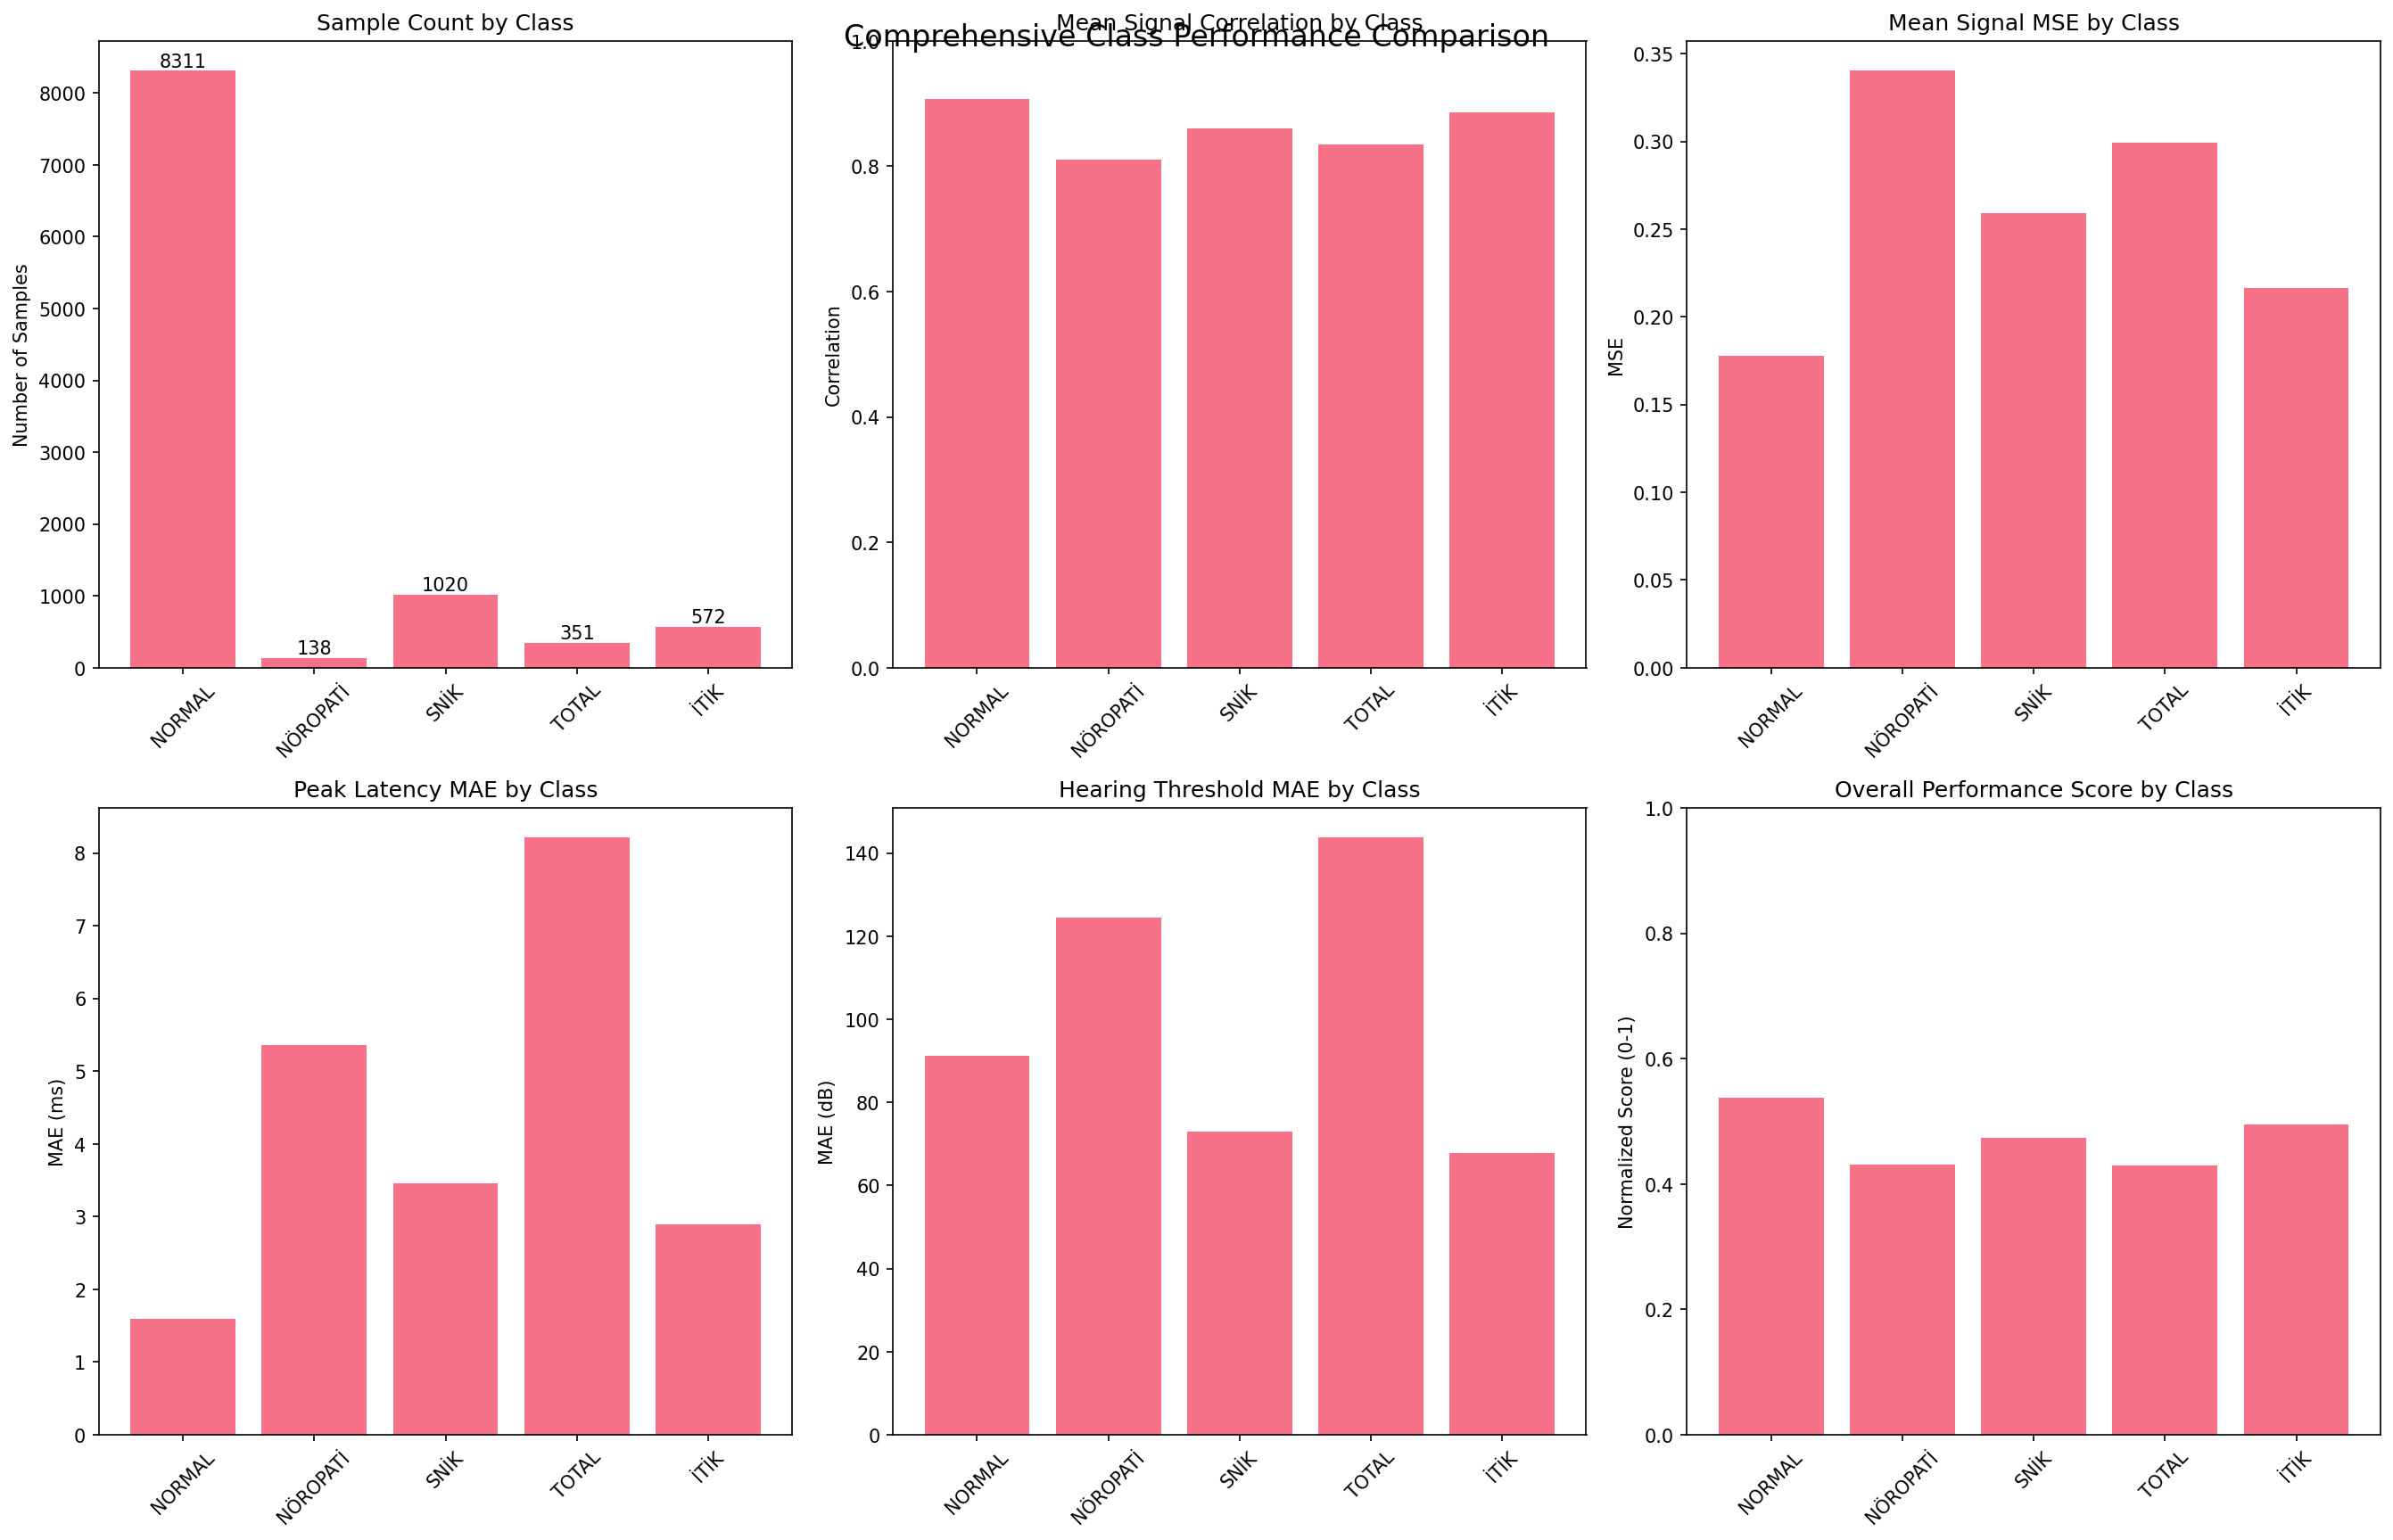 Comprehensive Class Performance Comparison
Sample Count by Class
Number of Samples
8000
7000
6000
5000
4000
3000
2000
1000
0
8311
138
1020
351
572
NORMAL
NÖROPATİ
SNİK
TOTAL
İTİK
Mean Signal Correlation by Class
Correlation
1.0
0.8
0.6
0.4
0.2
0.0
NORMAL
NÖROPATİ
SNİK
TOTAL
İTİK
Mean Signal MSE by Class
MSE
0.35
0.30
0.25
0.20
0.15
0.10
0.05
0.00
NORMAL
NÖROPATİ
SNİK
TOTAL
İTİK
Peak Latency MAE by Class
MAE (ms)
8
7
6
5
4
3
2
1
0
NORMAL
NÖROPATİ
SNİK
TOTAL
İTİK
Hearing Threshold MAE by Class
MAE (dB)
140
120
100
80
60
40
20
0
NORMAL
NÖROPATİ
SNİK
TOTAL
İTİK
Overall Performance Score by Class
Normalized Score (0-1)
1.0
0.8
0.6
0.4
0.2
0.0
NORMAL
NÖROPATİ
SNİK
TOTAL
İTİK